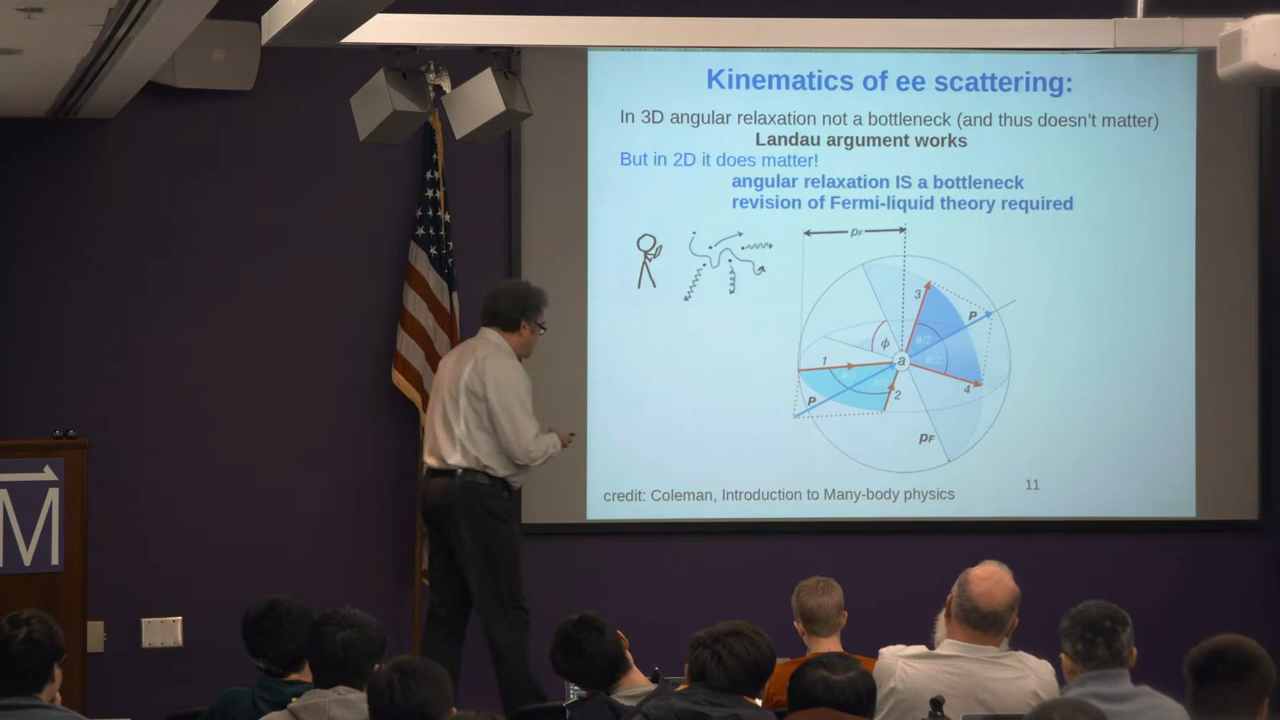 Kinematics of ee scattering:
In 3D angular relaxation not a bottleneck (and thus doesn't matter)
Landau argument works
But in 2D it does matter!
angular relaxation IS a bottleneck
revision of Fermi-liquid theory required
pF
3
P
ϕ
θ/2
1
a
θ/2
4
2
P
pF
11
credit: Coleman, Introduction to Many-body physics
M